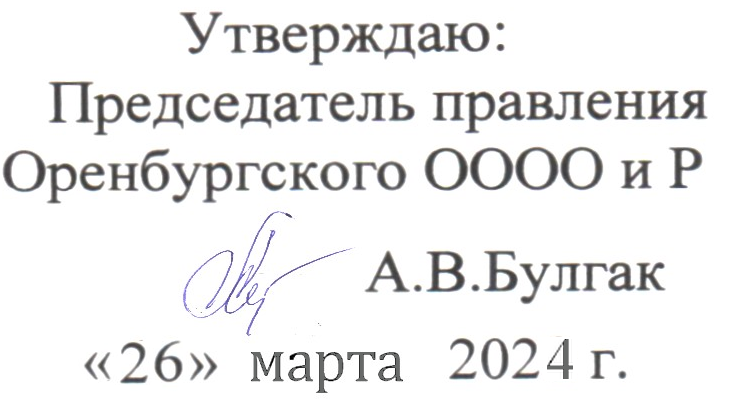 Утверждаю:
Председатель правления
Оренбургского ОООО и Р
А.В.Булгак
«26» марта 2024 г.